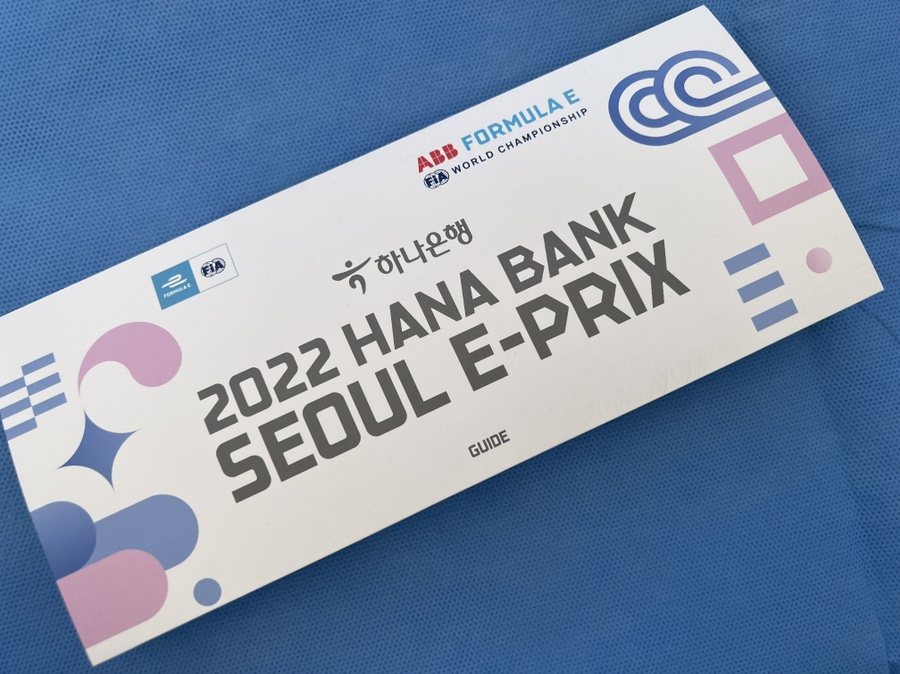 ABB FORMULA E
FIA WORLD CHAMPIONSHIP
FORMULA E
FIA
하나은행
2022 HANA BANK
SEOUL E-PRIX
GUIDE